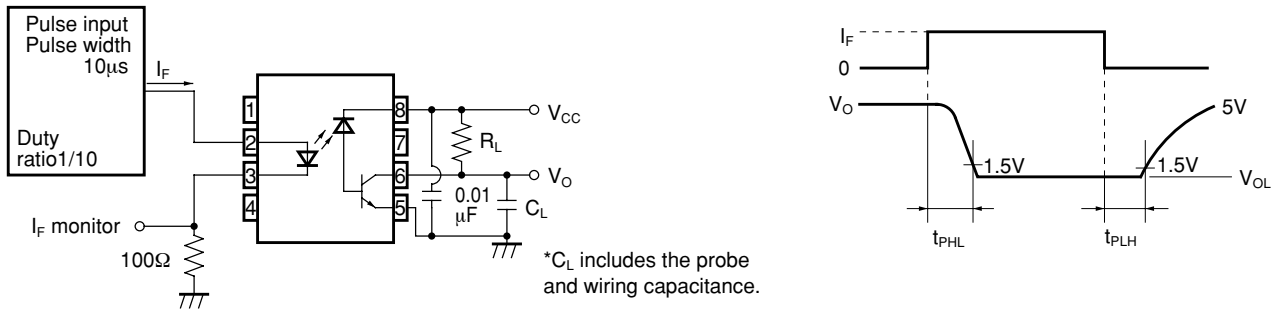 Pulse input
Pulse width
10μs
I_F
Duty
ratio1/10
1
2
3
4
8
7
6
5
V_CC
R_L
V_O
0.01
μF
C_L
I_F monitor
100Ω
*C_L includes the probe
and wiring capacitance.
I_F
0
V_O
5V
1.5V
1.5V
V_OL
t_PHL
t_PLH